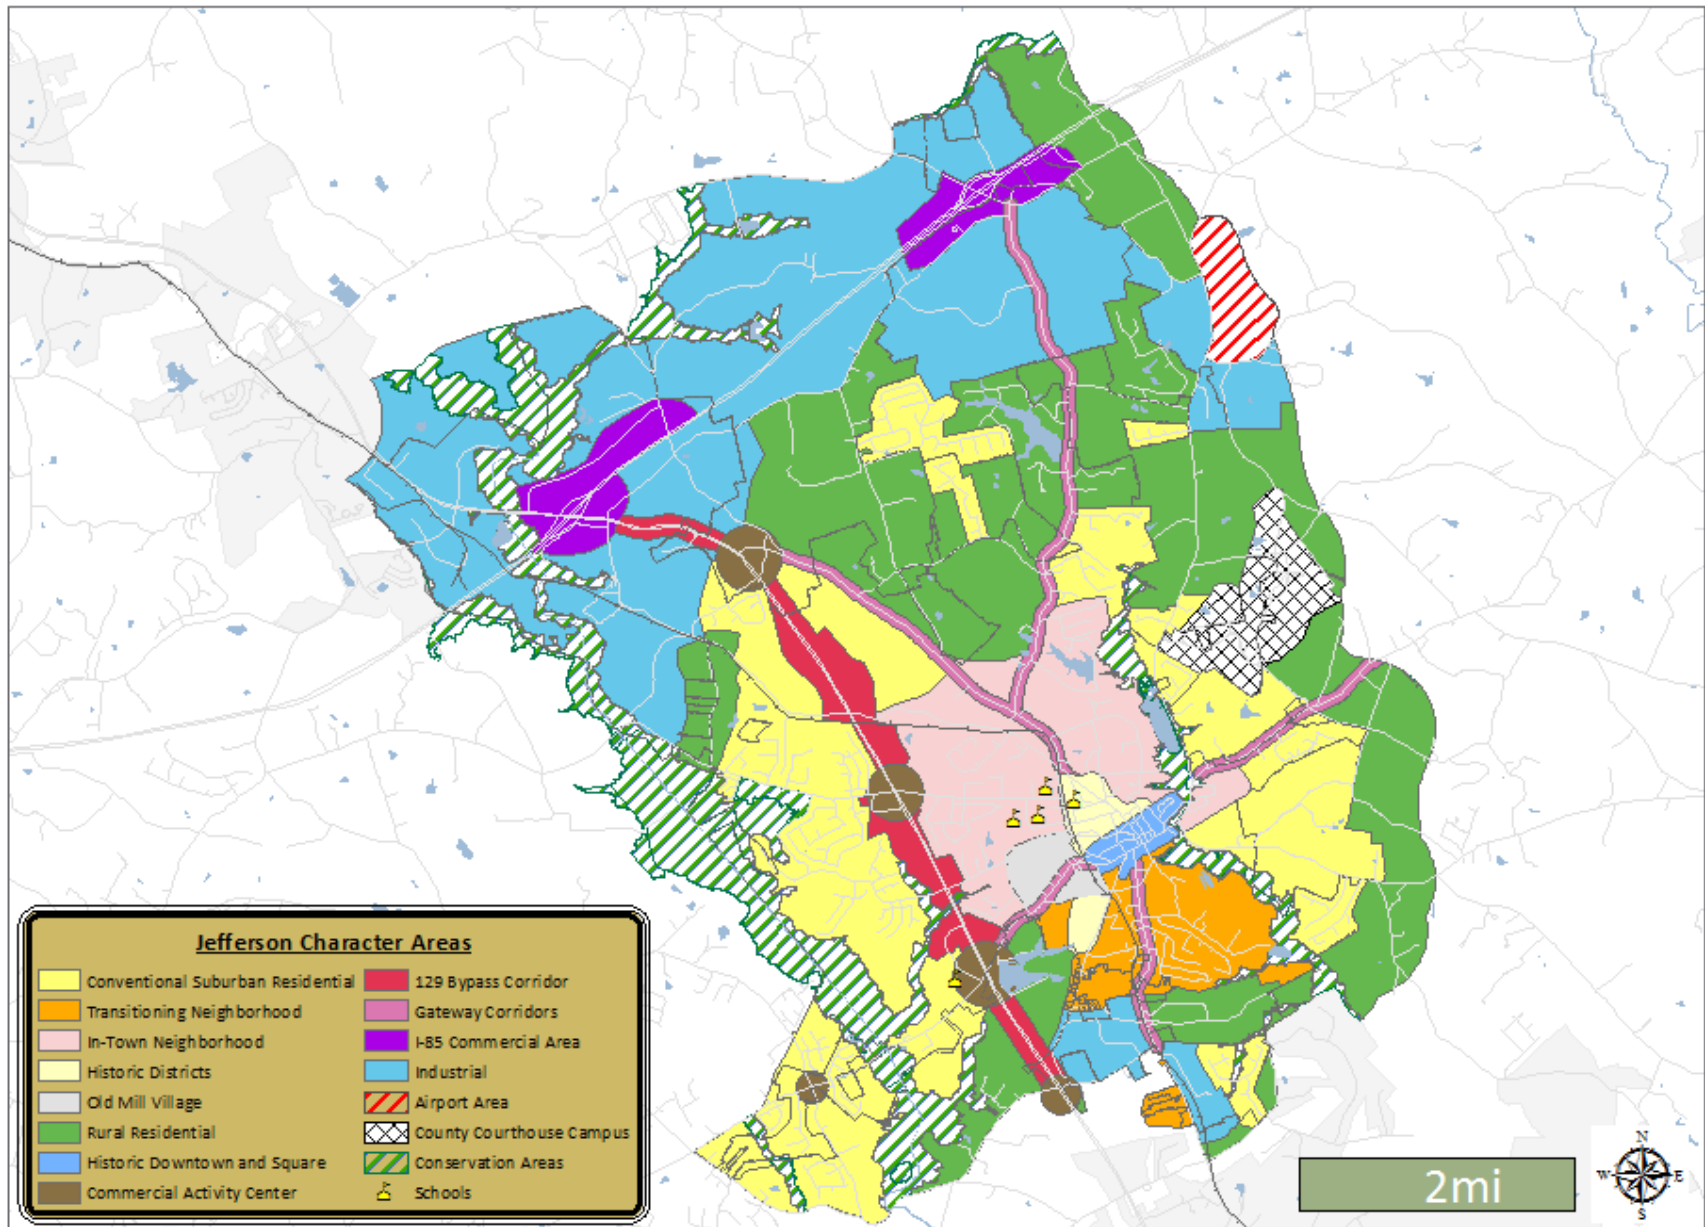 Jefferson Character Areas
Conventional Suburban Residential
Transitioning Neighborhood
In-Town Neighborhood
Historic Districts
Old Mill Village
Rural Residential
Historic Downtown and Square
Commercial Activity Center
129 Bypass Corridor
Gateway Corridors
I-85 Commercial Area
Industrial
Airport Area
County Courthouse Campus
Conservation Areas
Schools
2mi
N
W E
S